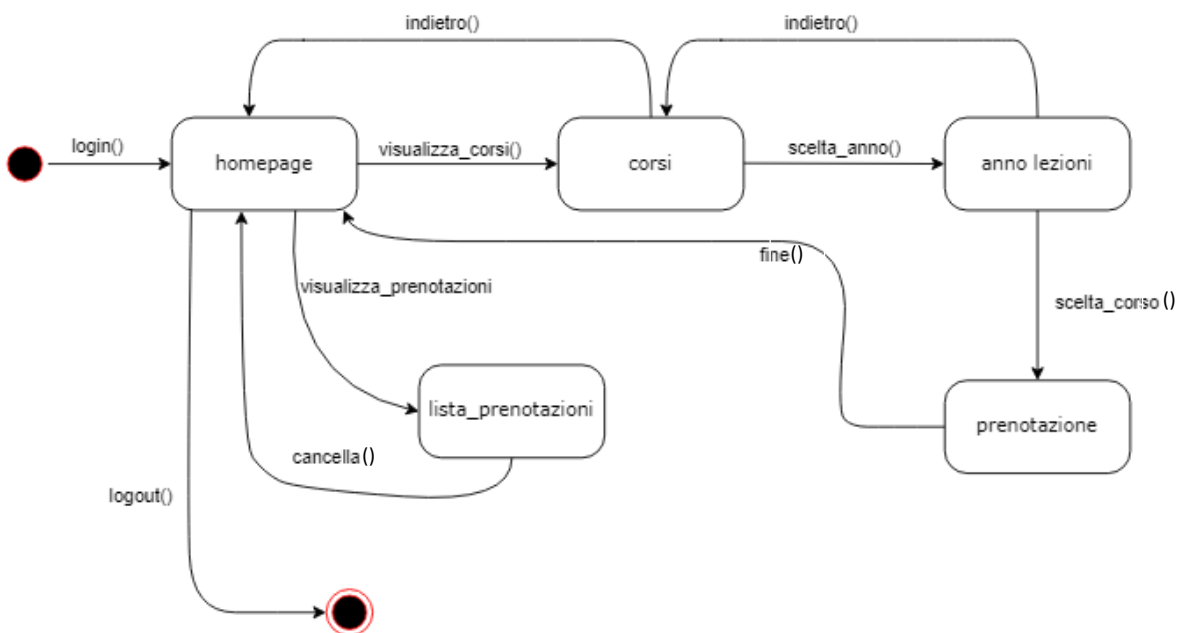 indietro()
indietro()
login()
homepage
visualizza_corsi()
corsi
scelta_anno()
anno lezioni
fine()
visualizza_prenotazioni
scelta_corso ()
lista_prenotazioni
prenotazione
cancella()
logout()